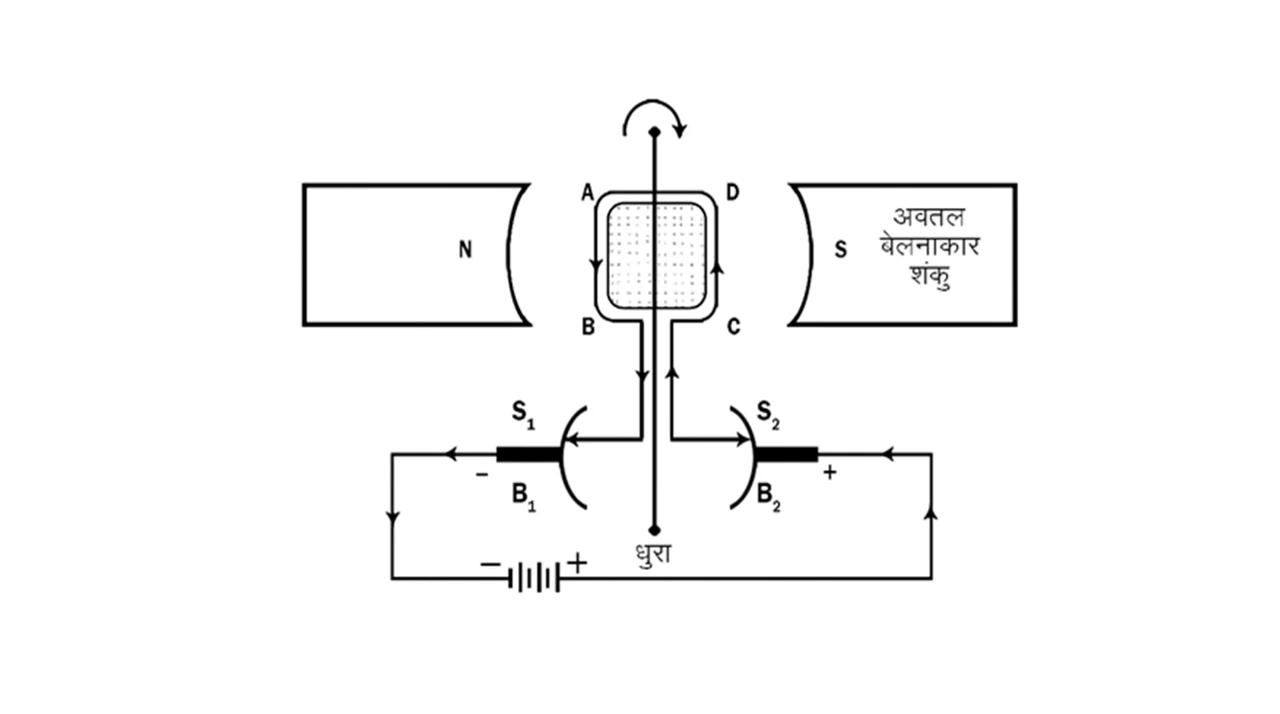 A D
N S
अवतल
बेलनाकार
शंकु
B C
S₁ S₂
− +
B₁ B₂
धुरा
− +